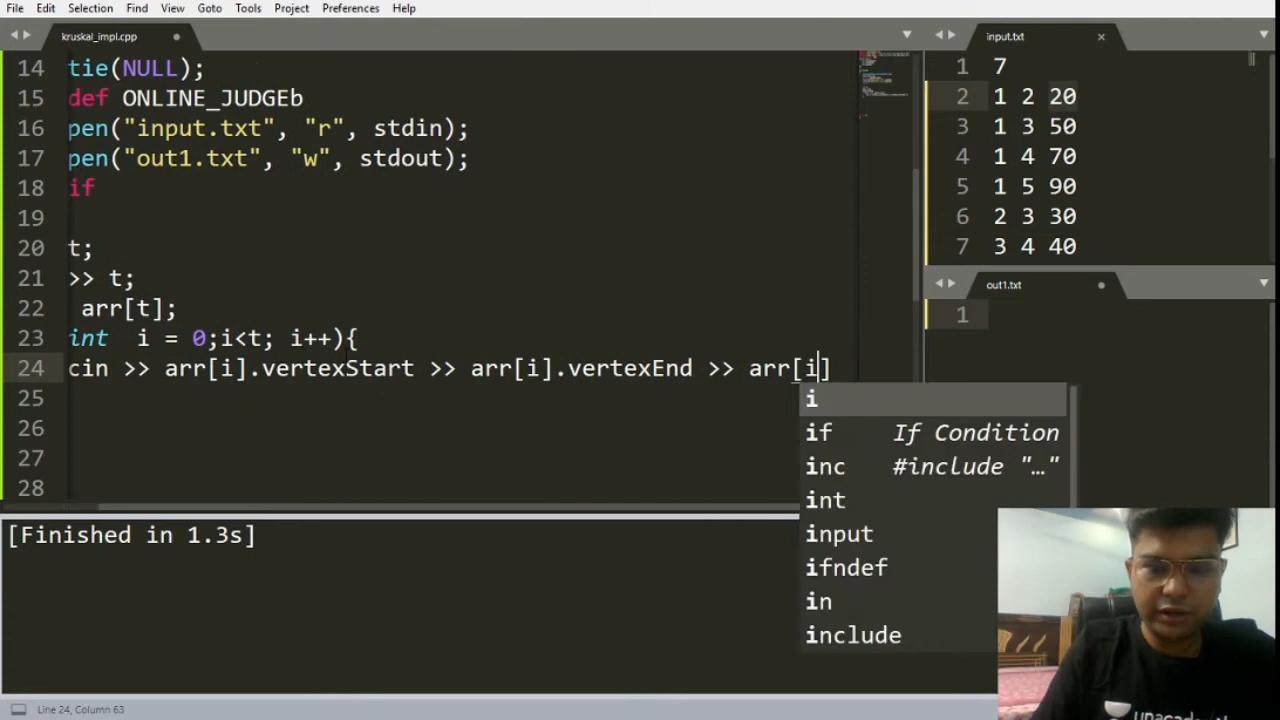 File Edit Selection Find View Goto Tools Project Preferences Help
kruskal_impl.cpp
14 tie(NULL);
15 def ONLINE_JUDGEb
16 pen("input.txt", "r", stdin);
17 pen("out1.txt", "w", stdout);
18 if
19
20 t;
21 >> t;
22 arr[t];
23 int i = 0;i<t; i++){
24 cin >> arr[i].vertexStart >> arr[i].vertexEnd >> arr[i]
25
26
27
28
i
if If Condition
inc #include "…"
int
input
ifndef
in
include
input.txt
1 7
2 1 2 20
3 1 3 50
4 1 4 70
5 1 5 90
6 2 3 30
7 3 4 40
out1.txt
1
[Finished in 1.3s]
Line 24, Column 63